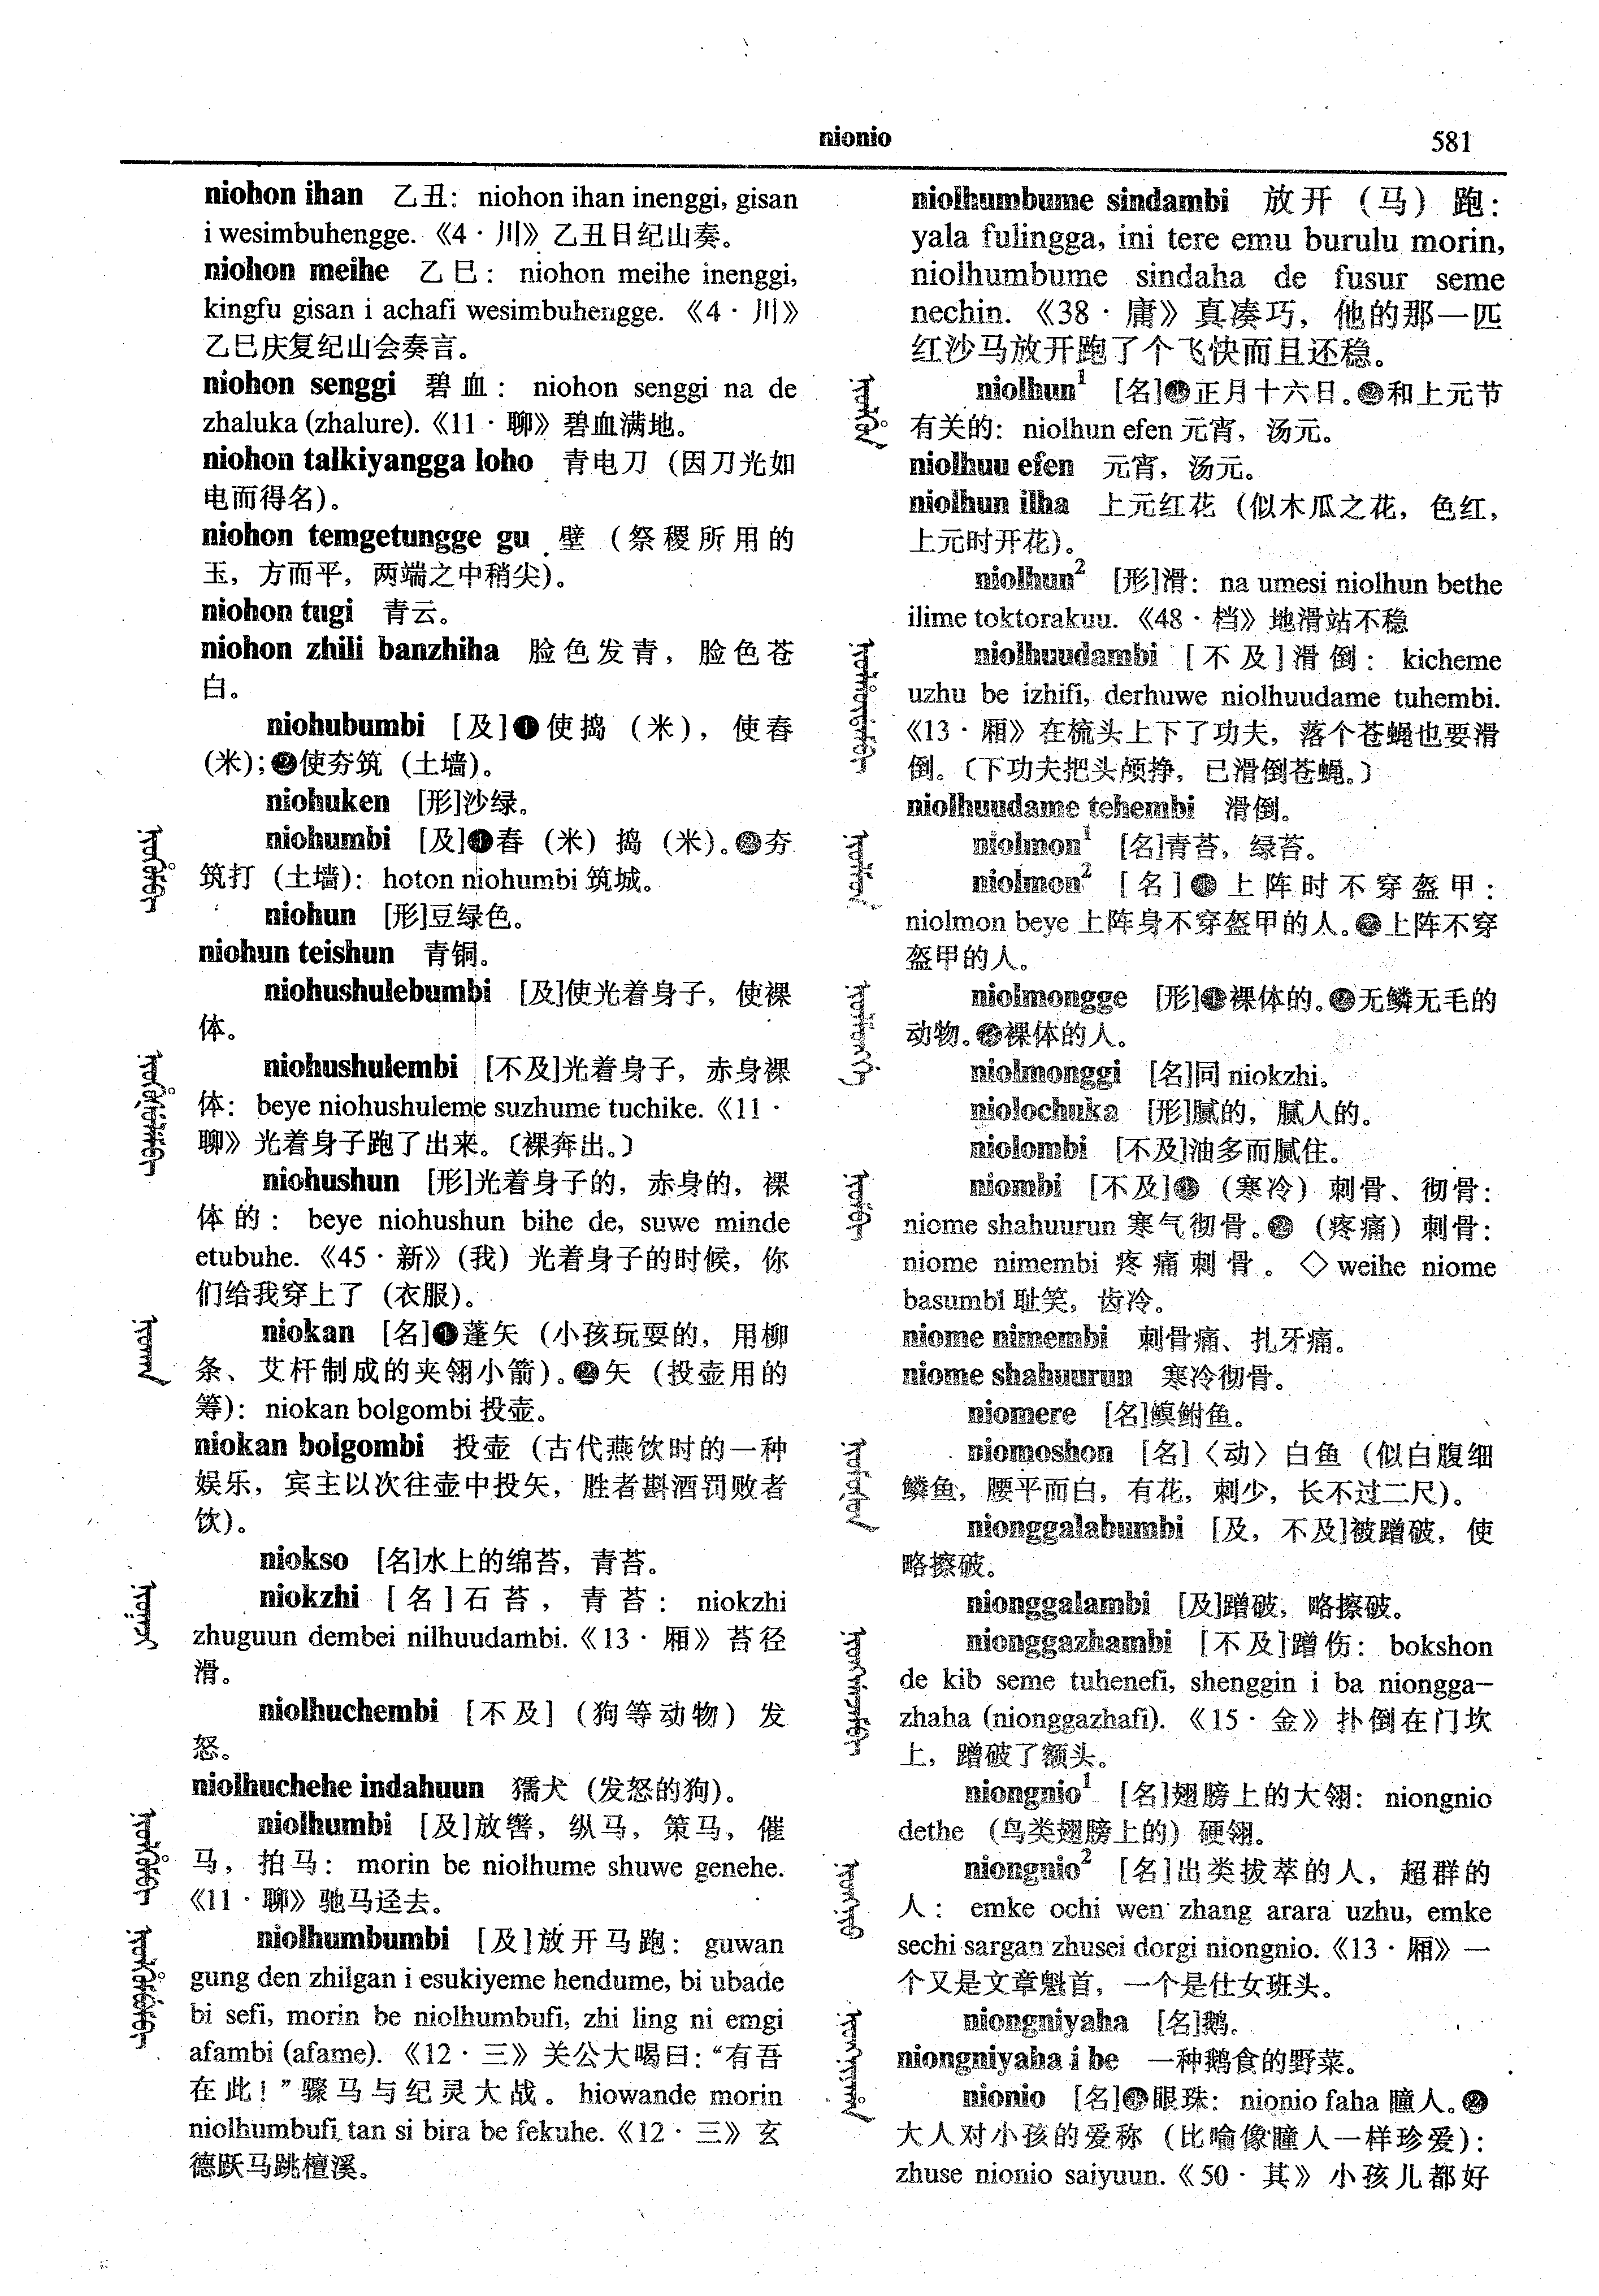 nionio
581
niohon ihan 乙丑：niohon ihan inenggi, gisan
i wesimbuhengge.《4·川》乙丑日纪山奏。
niohon meihe 乙巳：niohon meihe inenggi,
kingfu gisan i achafi wesimbuhengge.《4·川》
乙巳庆复纪山会奏言。
niohon senggi 碧血：niohon senggi na de
zhaluka (zhalure).《11·聊》碧血满地。
niohon talkiyangga loho 青电刀（因刀光如
电而得名）。
niohon temgetungge gu 壁（祭稷所用的
玉，方而平，两端之中稍尖）。
niohon tugi 青云。
niohon zhili banzhiha 脸色发青，脸色苍
白。
niohubumbi [及]❶使捣（米），使舂
（米）；❷使夯筑（土墙）。
niohuken [形]沙绿。
niohumbi [及]❶舂（米）捣（米）。❷夯
筑打（土墙）：hoton niohumbi 筑城。
niohun [形]豆绿色。
niohun teishun 青铜。
niohushulebumbi [及]使光着身子，使裸
体。
niohushulembi [不及]光着身子，赤身裸
体：beye niohushuleme suzhume tuchike.《11·
聊》光着身子跑了出来。〔裸奔出。〕
niohushun [形]光着身子的，赤身的，裸
体的：beye niohushun bihe de, suwe minde
etubuhe.《45·新》（我）光着身子的时候，你
们给我穿上了（衣服）。
niokan [名]❶蓬矢（小孩玩耍的，用柳
条、艾杆制成的夹翎小箭）。❷矢（投壶用的
筹）：niokan bolgombi 投壶。
niokan bolgombi 投壶（古代燕饮时的一种
娱乐，宾主以次往壶中投矢，胜者斟酒罚败者
饮）。
niokso [名]水上的绵苔，青苔。
niokzhi [名]石苔，青苔：niokzhi
zhuguun dembei nilhuudambi.《13·厢》苔径
滑。
niolhuchembi [不及]（狗等动物）发
怒。
niolhuchehe indahuun 獳犬（发怒的狗）。
niolhumbi [及]放辔，纵马，策马，催
马，拍马：morin be niolhume shuwe genehe.
《11·聊》驰马迳去。
niolhumbumbi [及]放开马跑：guwan
gung den zhilgan i esukiyeme hendume, bi ubade
bi sefi, morin be niolhumbufi, zhi ling ni emgi
afambi (afame).《12·三》关公大喝曰：“有吾
在此！”骤马与纪灵大战。hiowande morin
niolhumbufi tan si bira be fekuhe.《12·三》玄
德跃马跳檀溪。
niolhumbume sindambi 放开（马）跑：
yala fulingga, ini tere emu burulu morin,
niolhumbume sindaha de fusur seme
nechin.《38·庸》真凑巧，他的那一匹
红沙马放开跑了个飞快而且还稳。
niolhun¹ [名]❶正月十六日。❷和上元节
有关的：niolhun efen 元宵，汤元。
niolhuu efen 元宵，汤元。
niolhun ilha 上元红花（似木瓜之花，色红，
上元时开花）。
niolhun² [形]滑：na umesi niolhun bethe
ilime toktorakuu.《48·档》地滑站不稳
niolhuudambi [不及]滑倒：kicheme
uzhu be izhifi, derhuwe niolhuudame tuhembi.
《13·厢》在梳头上下了功夫，落个苍蝇也要滑
倒。〔下功夫把头颅挣，已滑倒苍蝇。〕
niolhuudame tehembi 滑倒。
niolmon¹ [名]青苔，绿苔。
niolmon² [名]❶上阵时不穿盔甲：
niolmon beye 上阵身不穿盔甲的人。❷上阵不穿
盔甲的人。
niolmongge [形]❶裸体的。❷无鳞无毛的
动物。❸裸体的人。
niolmonggi [名]同 niokzhi。
niolochuka [形]腻的，腻人的。
niolombi [不及]油多而腻住。
niombi [不及]❶（寒冷）刺骨、彻骨：
niome shahuurun 寒气彻骨。❷（疼痛）刺骨：
niome nimembi 疼痛刺骨。◇weihe niome
basumbi 耻笑，齿冷。
niome nimembi 刺骨痛、扎牙痛。
niome shahuurun 寒冷彻骨。
niomere [名]鲯鲋鱼。
niomoshon [名]〈动〉白鱼（似白腹细
鳞鱼，腰平而白，有花，刺少，长不过二尺）。
nionggalabumbi [及，不及]被蹭破，使
略擦破。
nionggalambi [及]蹭破，略擦破。
nionggazhambi [不及]蹭伤：bokshon
de kib seme tuhenefi, shenggin i ba niongga-
zhaha (nionggazhafi).《15·金》扑倒在门坎
上，蹭破了额头。
niongnio¹ [名]翅膀上的大翎：niongnio
dethe（鸟类翅膀上的）硬翎。
niongnio² [名]出类拔萃的人，超群的
人：emke ochi wen zhang arara uzhu, emke
sechi sargan zhusei dorgi niongnio.《13·厢》一
个又是文章魁首，一个是仕女班头。
niongniyaha [名]鹅。
niongniyaha i be 一种鹅食的野菜。
nionio [名]❶眼珠：nionio faha 瞳人。❷
大人对小孩的爱称（比喻像瞳人一样珍爱）：
zhuse nionio saiyuun.《50·其》小孩儿都好